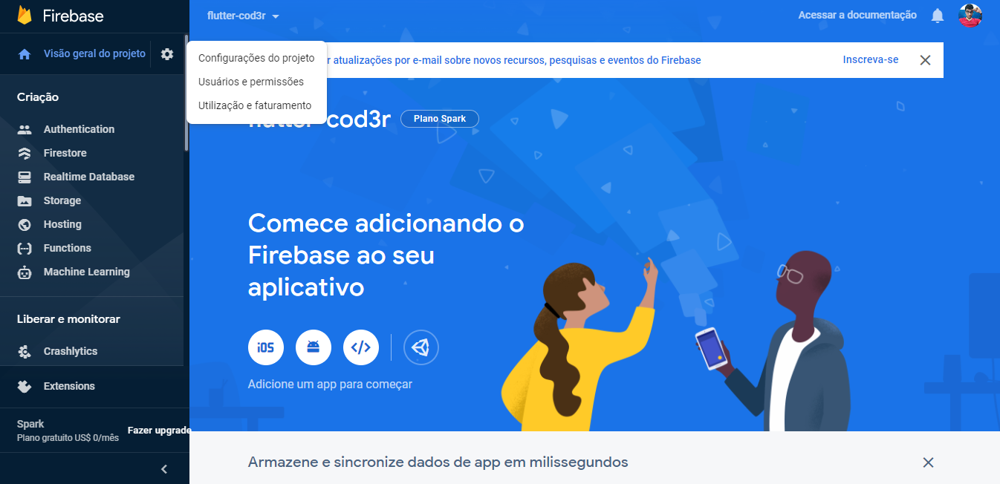 Firebase
flutter-cod3r
Acessar a documentação
Visão geral do projeto
Configurações do projeto
Usuários e permissões
Utilização e faturamento
r atualizações por e-mail sobre novos recursos, pesquisas e eventos do Firebase
Inscreva-se
flutter-cod3r
Plano Spark
Criação
Authentication
Firestore
Realtime Database
Storage
Hosting
Functions
Machine Learning
Liberar e monitorar
Crashlytics
Extensions
Spark
Plano gratuito US$ 0/mês
Fazer upgrade
Comece adicionando o
Firebase ao seu
aplicativo
iOS
Adicione um app para começar
Armazene e sincronize dados de app em milissegundos